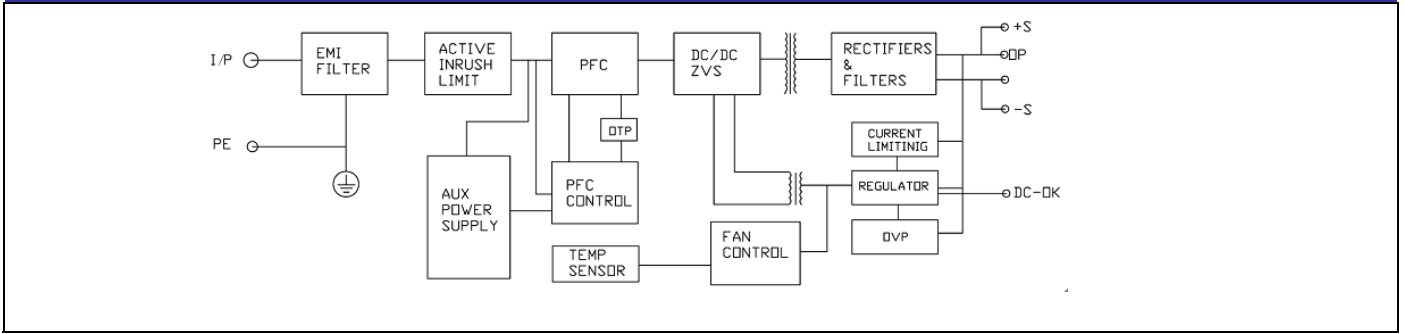 I/P
EMI
FILTER
ACTIVE
INRUSH
LIMIT
PFC
DC/DC
ZVS
RECTIFIERS
&
FILTERS
+S
OP
-S
PE
OTP
CURRENT
LIMITINIG
AUX
POWER
SUPPLY
PFC
CONTROL
REGULATOR
DC-OK
FAN
CONTROL
OVP
TEMP
SENSOR